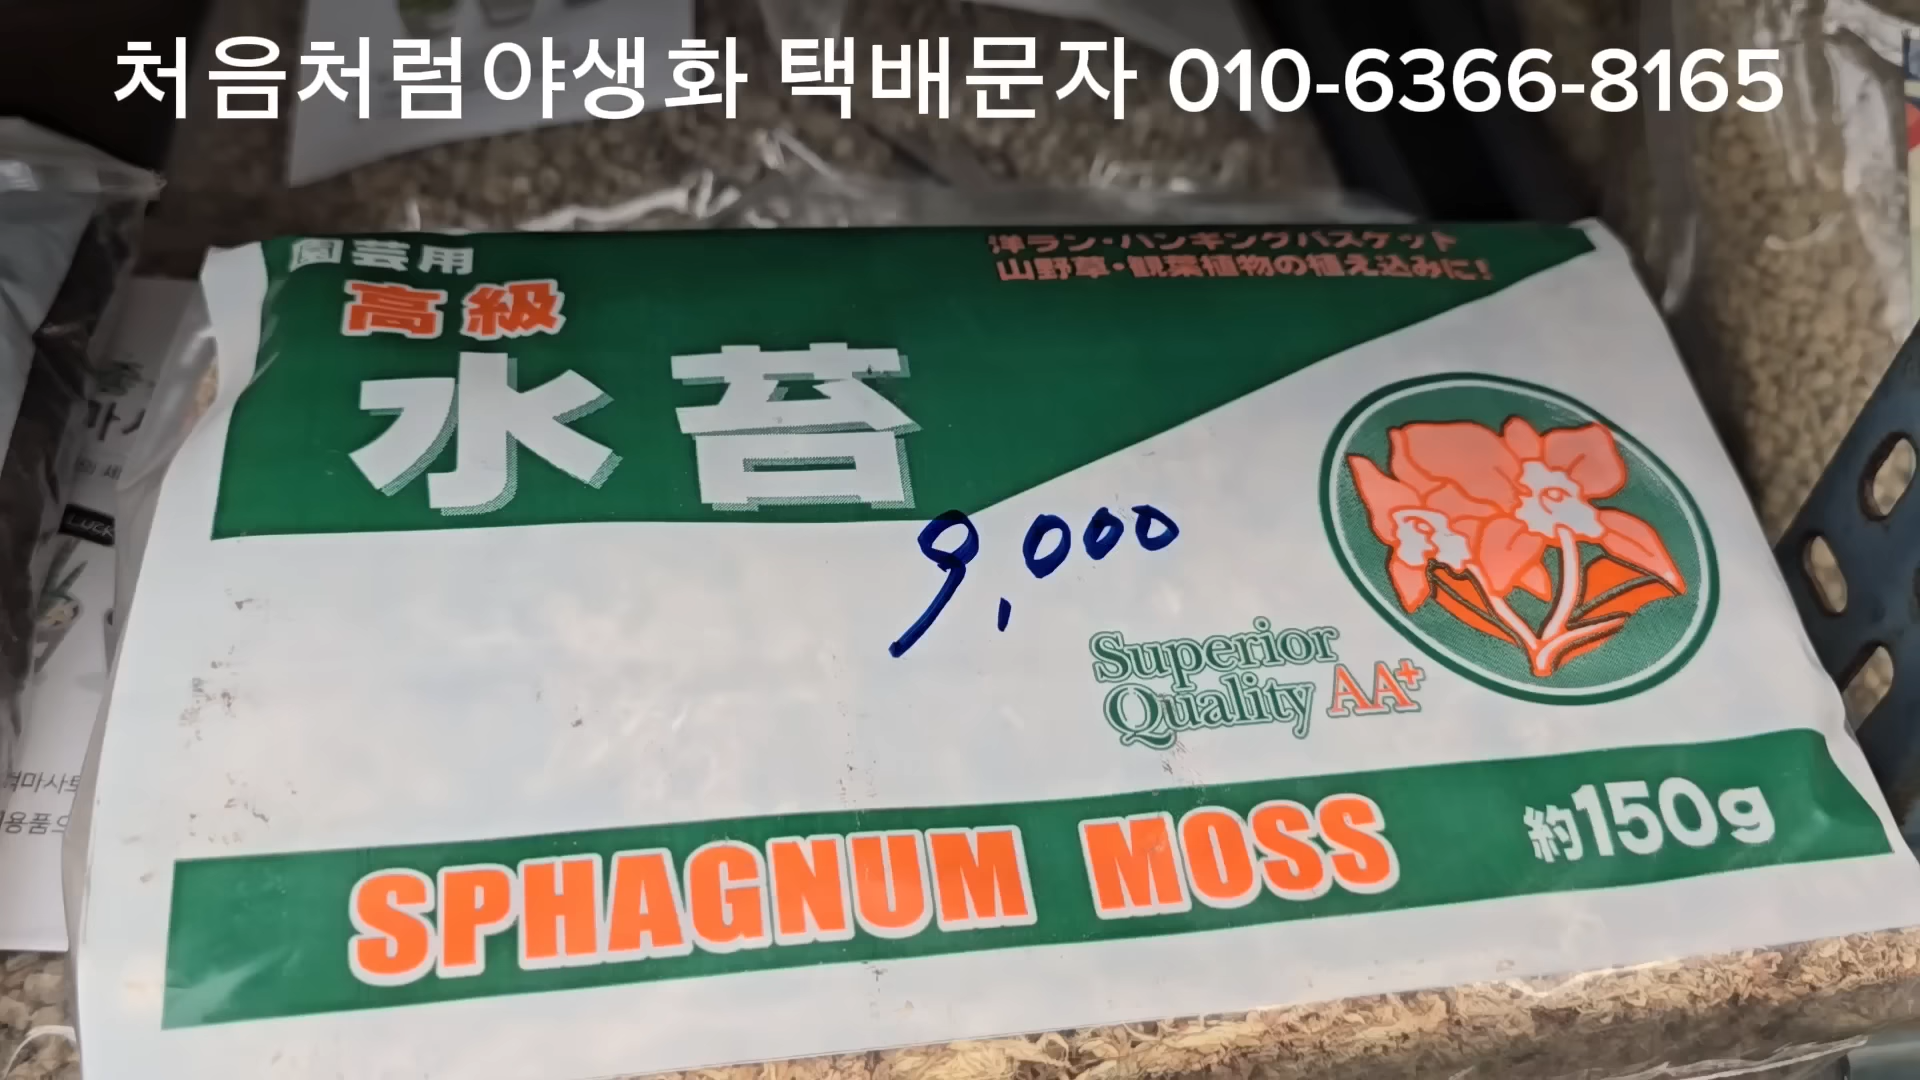 처음처럼야생화 택배문자 010-6366-8165
園芸用
洋ラン・ハンキングバスケット
山野草・観葉植物の植え込みに!
高級
水苔
9,000
Superior
Quality AA+
SPHAGNUM MOSS 約150g
LUCK